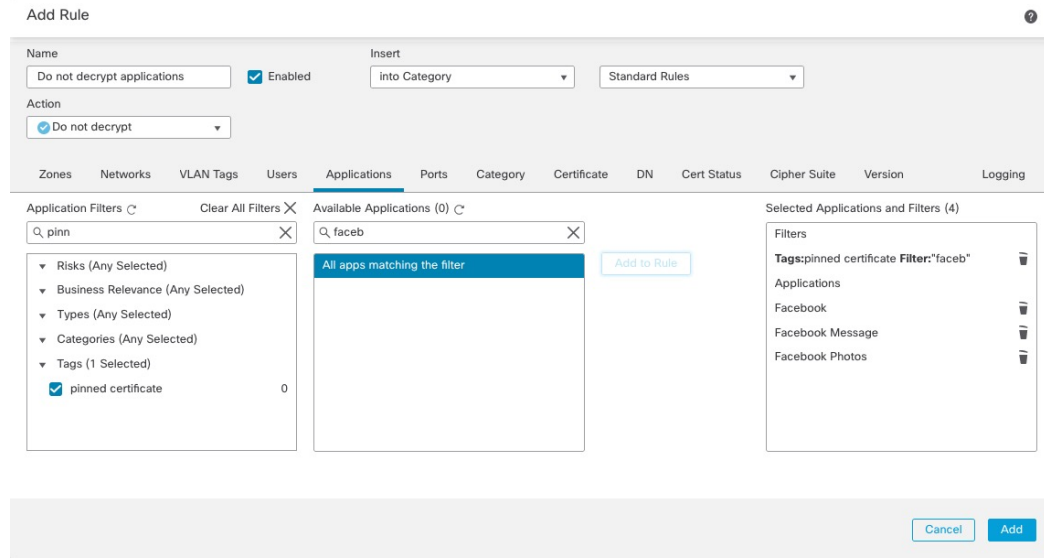 Add Rule
Name
Insert
Do not decrypt applications
Enabled
into Category
Standard Rules
Action
Do not decrypt
Zones Networks VLAN Tags Users Applications Ports Category Certificate DN Cert Status Cipher Suite Version Logging
Application Filters
Clear All Filters
Available Applications (0)
Selected Applications and Filters (4)
pinn
faceb
Risks (Any Selected)
Business Relevance (Any Selected)
Types (Any Selected)
Categories (Any Selected)
Tags (1 Selected)
pinned certificate 0
All apps matching the filter
Add to Rule
Filters
Tags:pinned certificate Filter:"faceb"
Applications
Facebook
Facebook Message
Facebook Photos
Cancel
Add